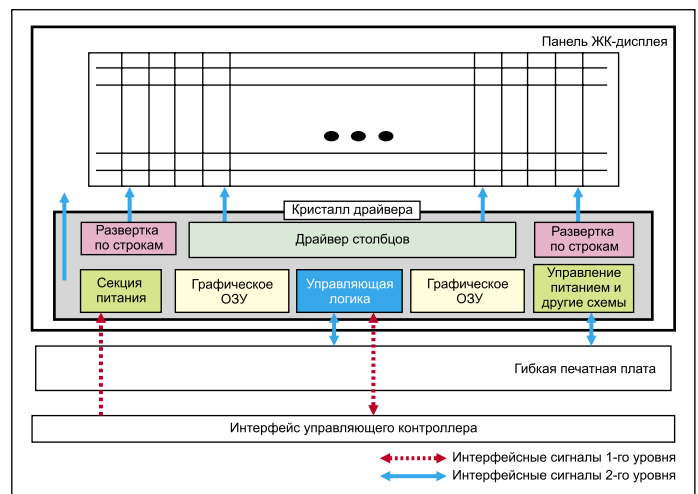 Панель ЖК-дисплея
Кристалл драйвера
Развертка
по строкам
Драйвер столбцов
Развертка
по строкам
Секция
питания
Графическое
ОЗУ
Управляющая
логика
Графическое
ОЗУ
Управление
питанием и
другие схемы
Гибкая печатная плата
Интерфейс управляющего контроллера
Интерфейсные сигналы 1-го уровня
Интерфейсные сигналы 2-го уровня